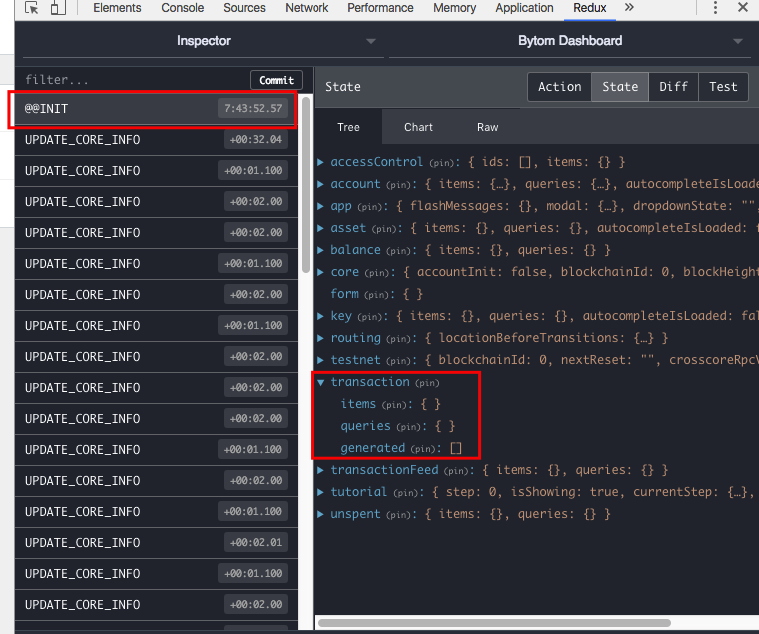 Elements Console Sources Network Performance Memory Application Redux »
Inspector
Bytom Dashboard
filter...
Commit
@@INIT 7:43:52.57
UPDATE_CORE_INFO +00:32.04
UPDATE_CORE_INFO +00:01.100
UPDATE_CORE_INFO +00:02.00
UPDATE_CORE_INFO +00:02.00
UPDATE_CORE_INFO +00:01.100
UPDATE_CORE_INFO +00:02.00
UPDATE_CORE_INFO +00:01.100
UPDATE_CORE_INFO +00:02.00
UPDATE_CORE_INFO +00:02.00
UPDATE_CORE_INFO +00:02.00
UPDATE_CORE_INFO +00:01.100
UPDATE_CORE_INFO +00:02.00
UPDATE_CORE_INFO +00:01.100
UPDATE_CORE_INFO +00:02.01
UPDATE_CORE_INFO +00:01.100
UPDATE_CORE_INFO +00:02.00
State
Action State Diff Test
Tree Chart Raw
accessControl (pin): { ids: [], items: {} }
account (pin): { items: {…}, queries: {…}, autocompleteIsLoade
app (pin): { flashMessages: {}, modal: {…}, dropdownState: "",
asset (pin): { items: {}, queries: {}, autocompleteIsLoaded: f
balance (pin): { items: {}, queries: {} }
core (pin): { accountInit: false, blockchainId: 0, blockHeight
form (pin): { }
key (pin): { items: {}, queries: {}, autocompleteIsLoaded: fal
routing (pin): { locationBeforeTransitions: {…} }
testnet (pin): { blockchainId: 0, nextReset: "", crosscoreRpcV
transaction (pin)
items (pin): { }
queries (pin): { }
generated (pin): []
transactionFeed (pin): { items: {}, queries: {} }
tutorial (pin): { step: 0, isShowing: true, currentStep: {…},
unspent (pin): { items: {}, queries: {} }